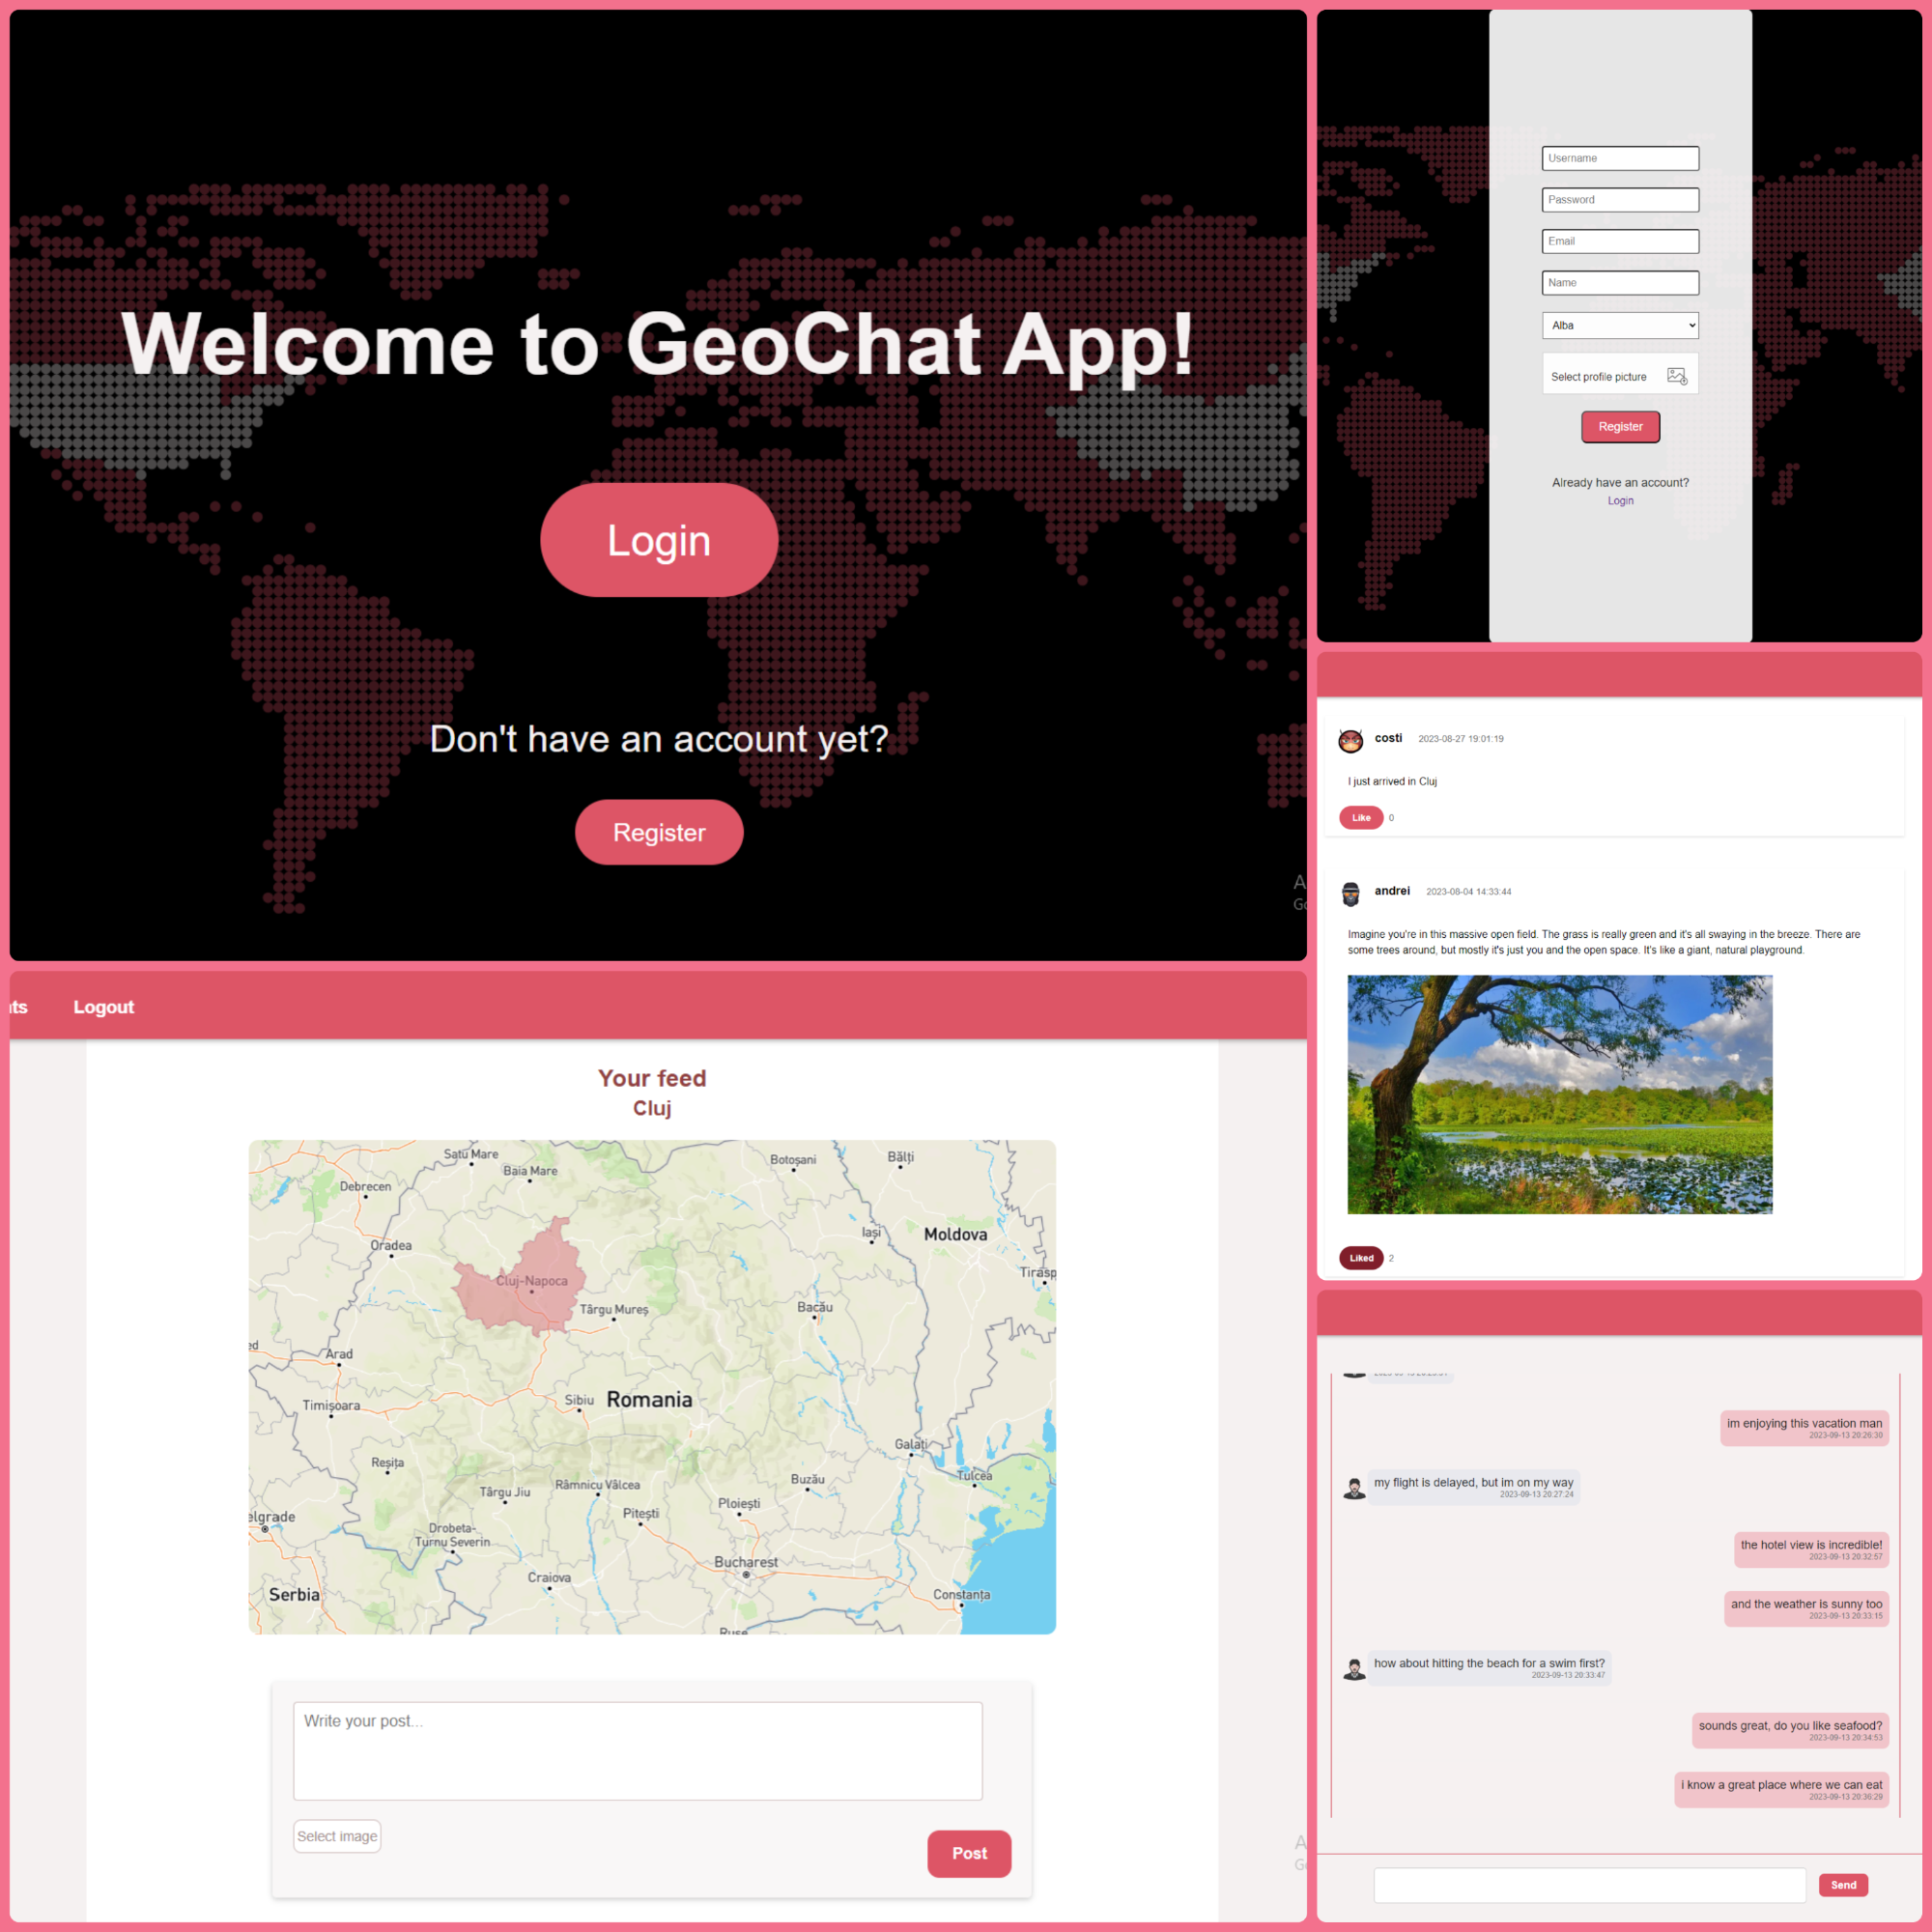 Welcome to GeoChat App!
Login
Don't have an account yet?
Register
Username
Password
Email
Name
Alba
Select profile picture
Register
Already have an account?
Login
costi 2023-08-27 19:01:19
I just arrived in Cluj
Like 0
andrei 2023-08-04 14:33:44
Imagine you're in this massive open field. The grass is really green and it's all swaying in the breeze. There are
some trees around, but mostly it's just you and the open space. It's like a giant, natural playground.
Liked 2
Logout
Your feed
Cluj
Satu Mare
Baia Mare
Botoșani
Bălți
Debrecen
Oradea
Iași
Moldova
Cluj-Napoca
Târgu Mureș
Bacău
Arad
Timișoara
Sibiu
Romania
Galați
Reșița
Târgu Jiu
Râmnicu Vâlcea
Buzău
Tulcea
Pitești
Ploiești
Drobeta-
Turnu Severin
Bucharest
Craiova
Serbia
Constanța
Write your post...
Select image
Post
im enjoying this vacation man
2023-09-13 20:26:30
my flight is delayed, but im on my way
2023-09-13 20:27:24
the hotel view is incredible!
2023-09-13 20:32:57
and the weather is sunny too
2023-09-13 20:33:15
how about hitting the beach for a swim first?
2023-09-13 20:33:47
sounds great, do you like seafood?
2023-09-13 20:34:53
i know a great place where we can eat
2023-09-13 20:36:29
Send